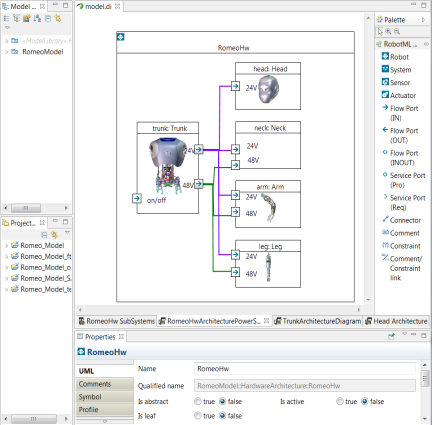 Model ...
<ModelLibrary> R
RomeoModel
Project...
Romeo_Model
Romeo_Model_ft
Romeo_Model_o
Romeo_Model_S.
Romeo_Model_te
model.di
RomeoHw
head: Head
24V
trunk: Trunk
24V
48V
on/off
neck: Neck
24V
48V
arm: Arm
24V
48V
leg: Leg
24V
48V
Palette
RobotML ...
Robot
System
Sensor
Actuator
Flow Port
(IN)
Flow Port
(OUT)
Flow Port
(INOUT)
Service Port
(Pro)
Service Port
(Req)
Connector
Comment
Constraint
Comment/
Constraint
link
RomeoHw SubSystems
RomeoHwArchitecturePowerS...
TrunkArchitectureDiagram
Head Architecture
Properties
RomeoHw
UML
Comments
Symbol
Profile
Name RomeoHw
Qualified name RomeoModel::HardwareArchitecture::RomeoHw
Is abstract true false Is active true false
Is leaf true false